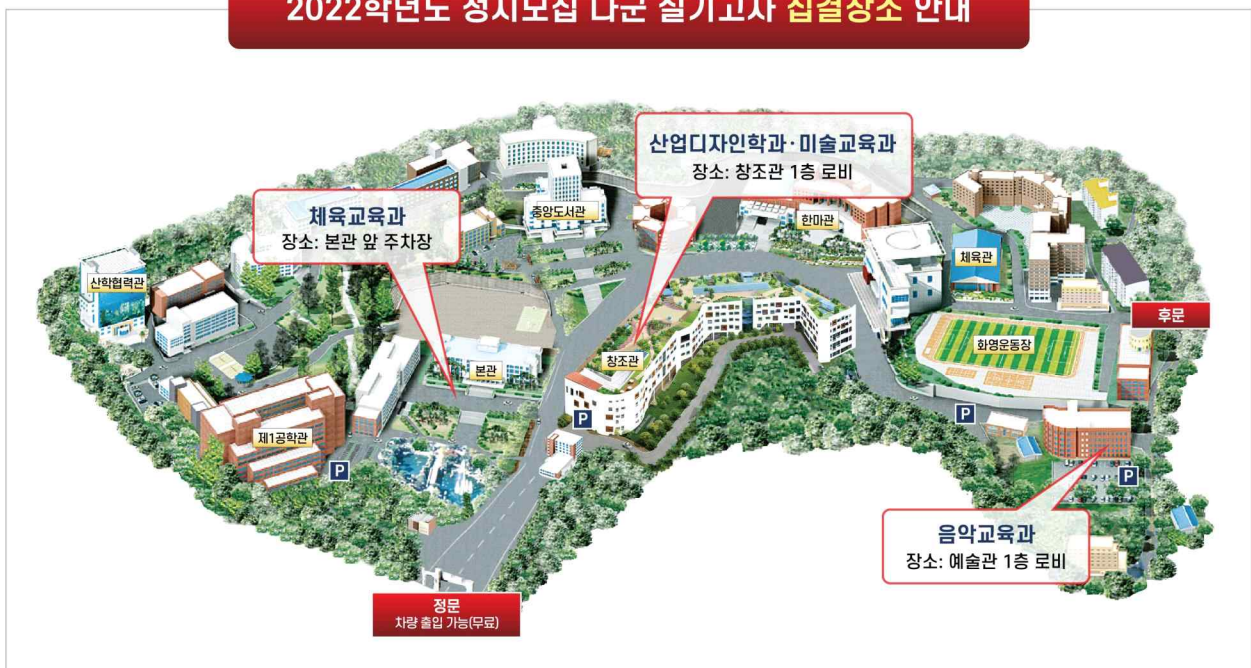 2022학년도 정시모집 다군 실기고사 집결장소 안내
산업디자인학과·미술교육과
장소: 창조관 1층 로비
체육교육과
장소: 본관 앞 주차장
중앙도서관
한마관
체육관
산학협력관
후문
화영운동장
창조관
본관
P
P
제1공학관
P
P
음악교육과
장소: 예술관 1층 로비
정문
차량 출입 가능(무료)